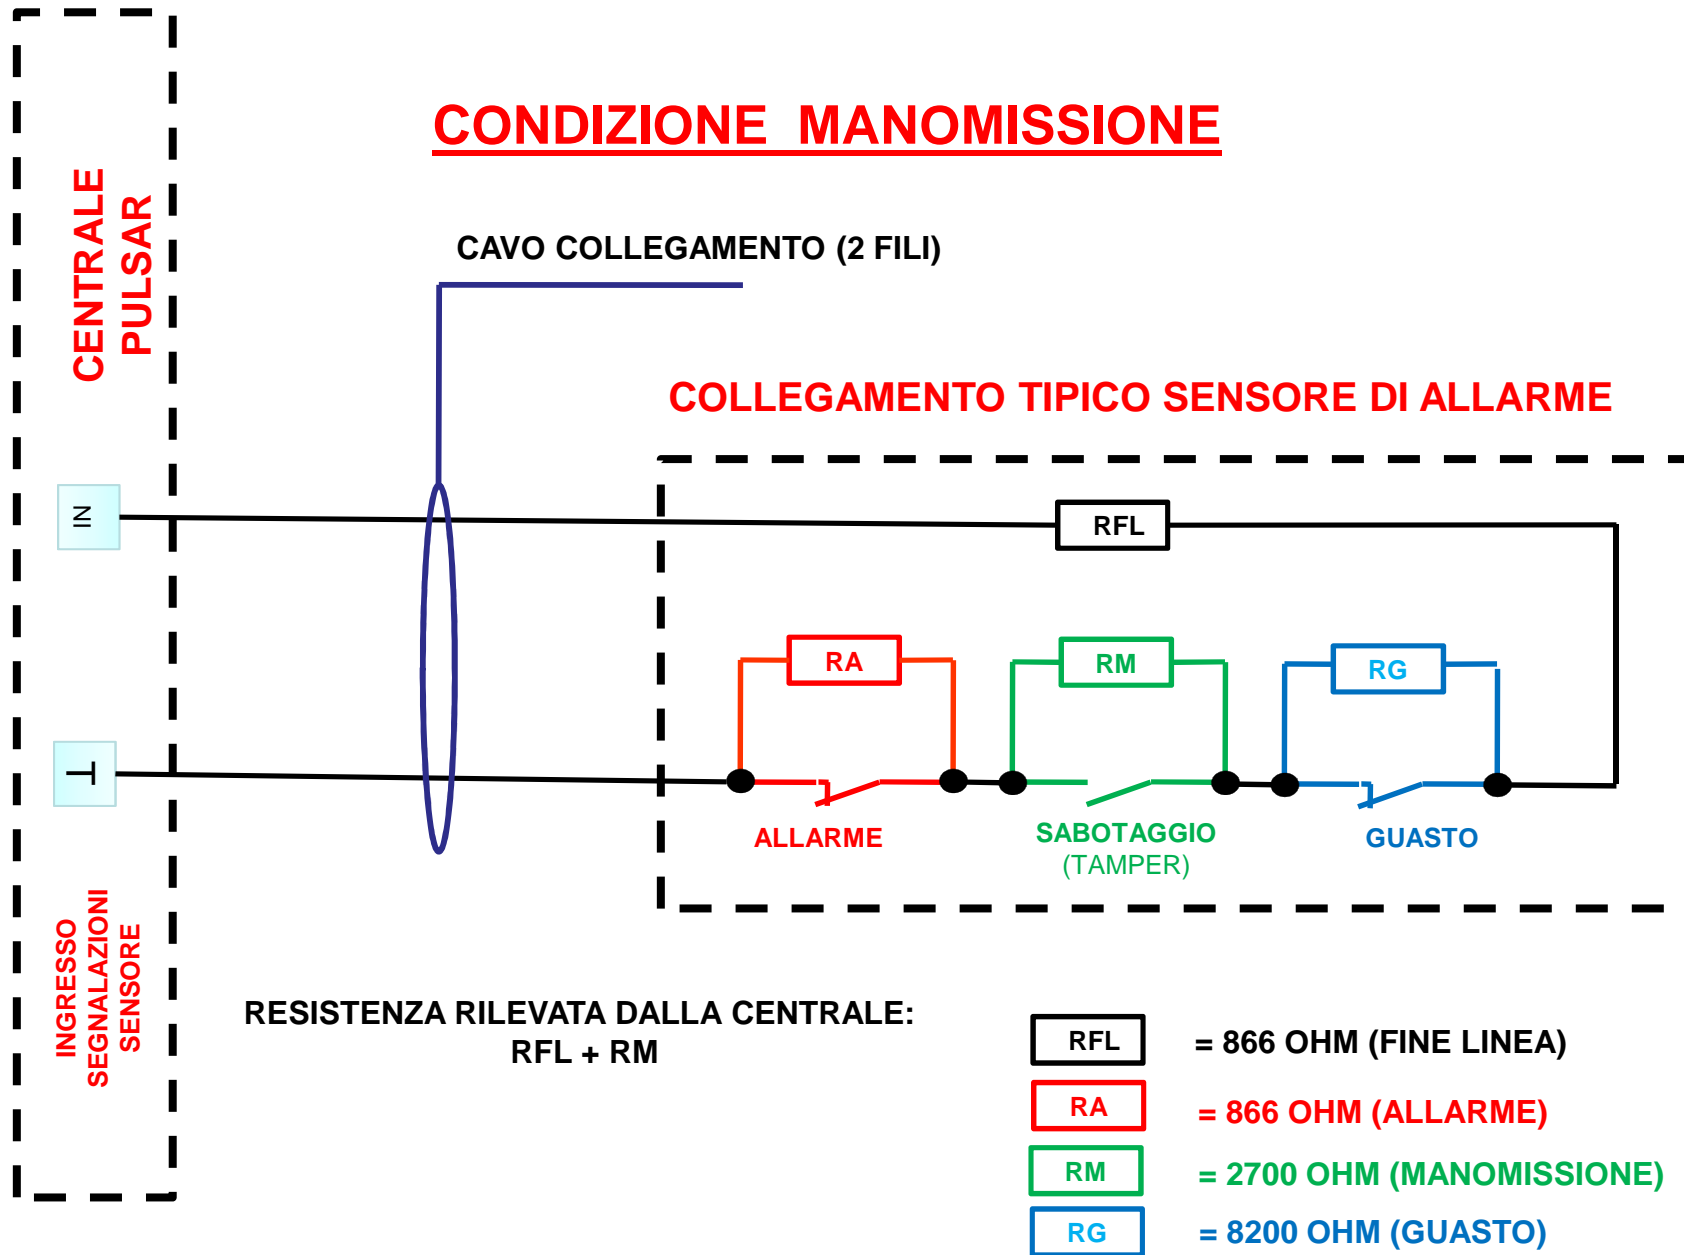 CONDIZIONE MANOMISSIONE
CENTRALE
PULSAR
CAVO COLLEGAMENTO (2 FILI)
COLLEGAMENTO TIPICO SENSORE DI ALLARME
IN
RFL
RA
RM
RG
ALLARME
SABOTAGGIO
(TAMPER)
GUASTO
INGRESSO
SEGNALAZIONI
SENSORE
RESISTENZA RILEVATA DALLA CENTRALE:
RFL + RM
RFL = 866 OHM (FINE LINEA)
RA = 866 OHM (ALLARME)
RM = 2700 OHM (MANOMISSIONE)
RG = 8200 OHM (GUASTO)